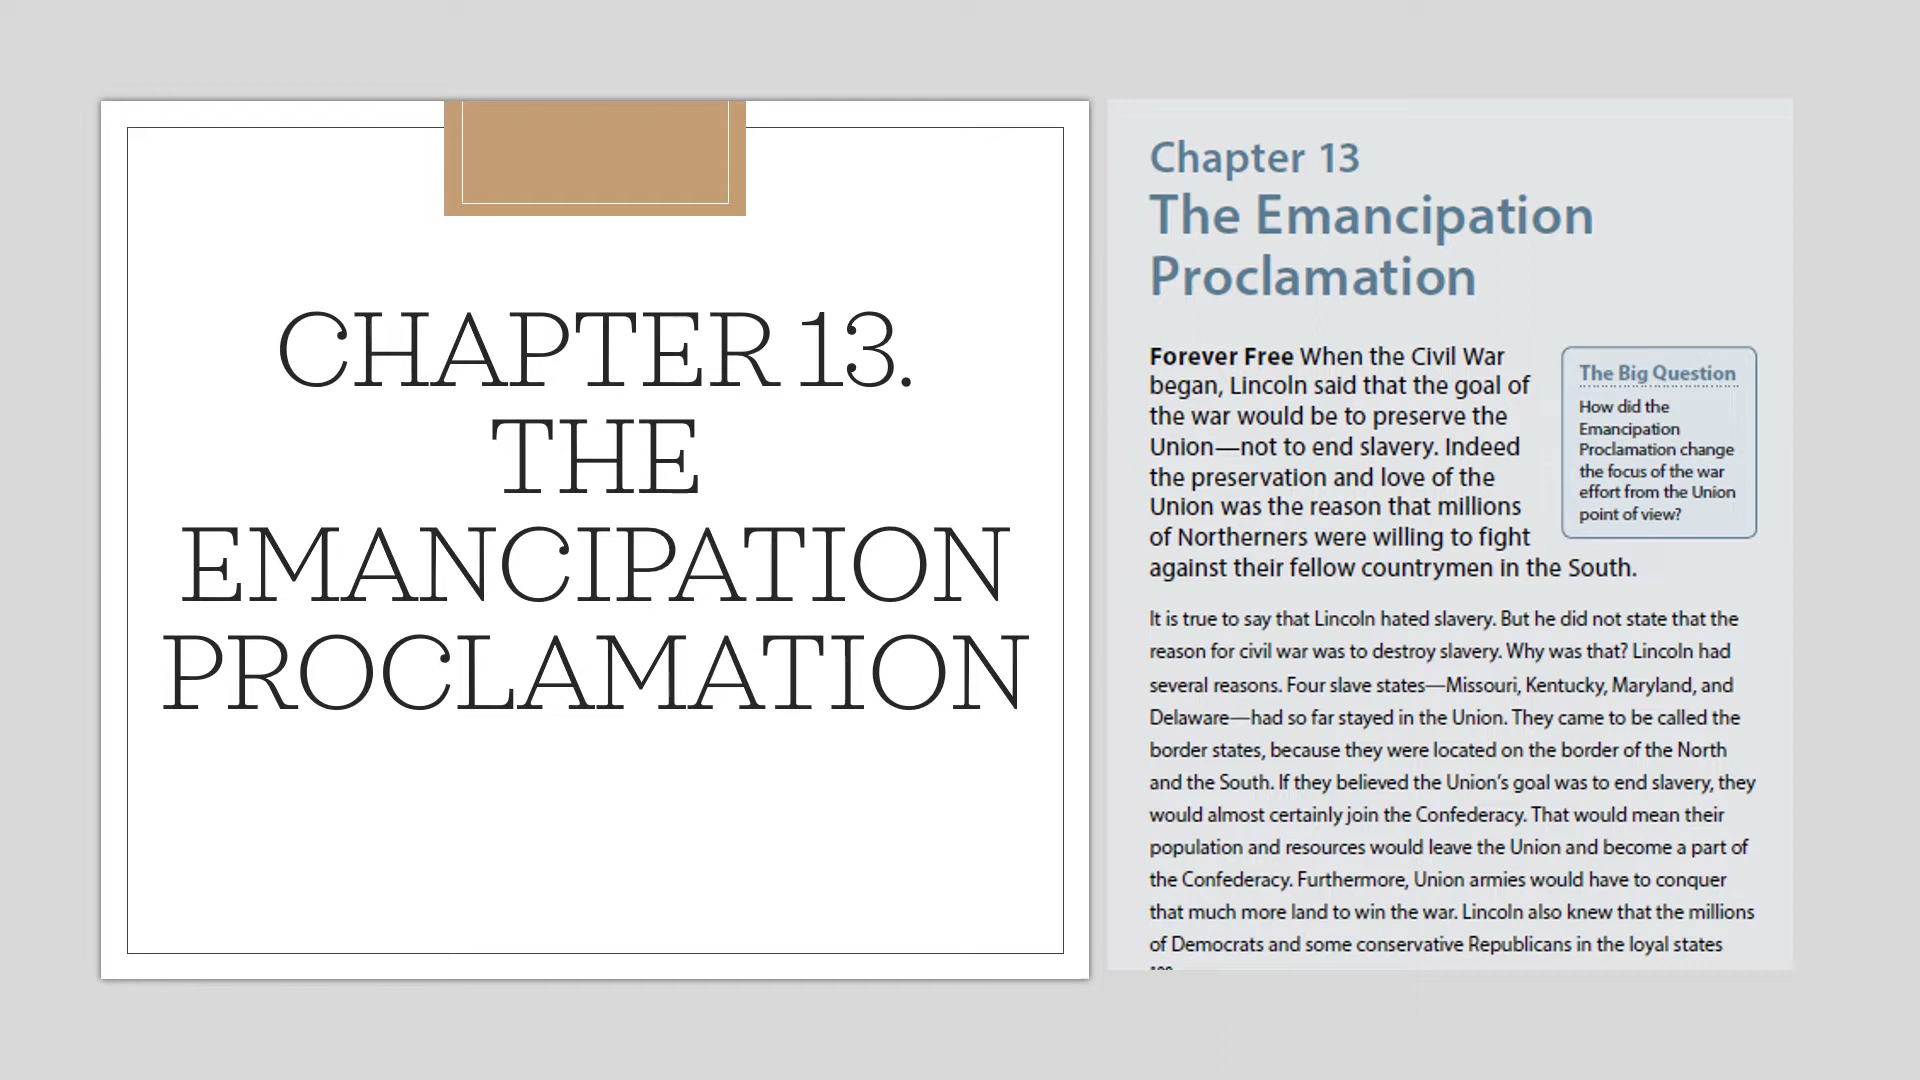 CHAPTER 13.
THE
EMANCIPATION
PROCLAMATION
Chapter 13
The Emancipation
Proclamation
Forever Free When the Civil War
began, Lincoln said that the goal of
the war would be to preserve the
Union—not to end slavery. Indeed
the preservation and love of the
Union was the reason that millions
of Northerners were willing to fight
against their fellow countrymen in the South.
The Big Question
How did the
Emancipation
Proclamation change
the focus of the war
effort from the Union
point of view?
It is true to say that Lincoln hated slavery. But he did not state that the
reason for civil war was to destroy slavery. Why was that? Lincoln had
several reasons. Four slave states—Missouri, Kentucky, Maryland, and
Delaware—had so far stayed in the Union. They came to be called the
border states, because they were located on the border of the North
and the South. If they believed the Union's goal was to end slavery, they
would almost certainly join the Confederacy. That would mean their
population and resources would leave the Union and become a part of
the Confederacy. Furthermore, Union armies would have to conquer
that much more land to win the war. Lincoln also knew that the millions
of Democrats and some conservative Republicans in the loyal states